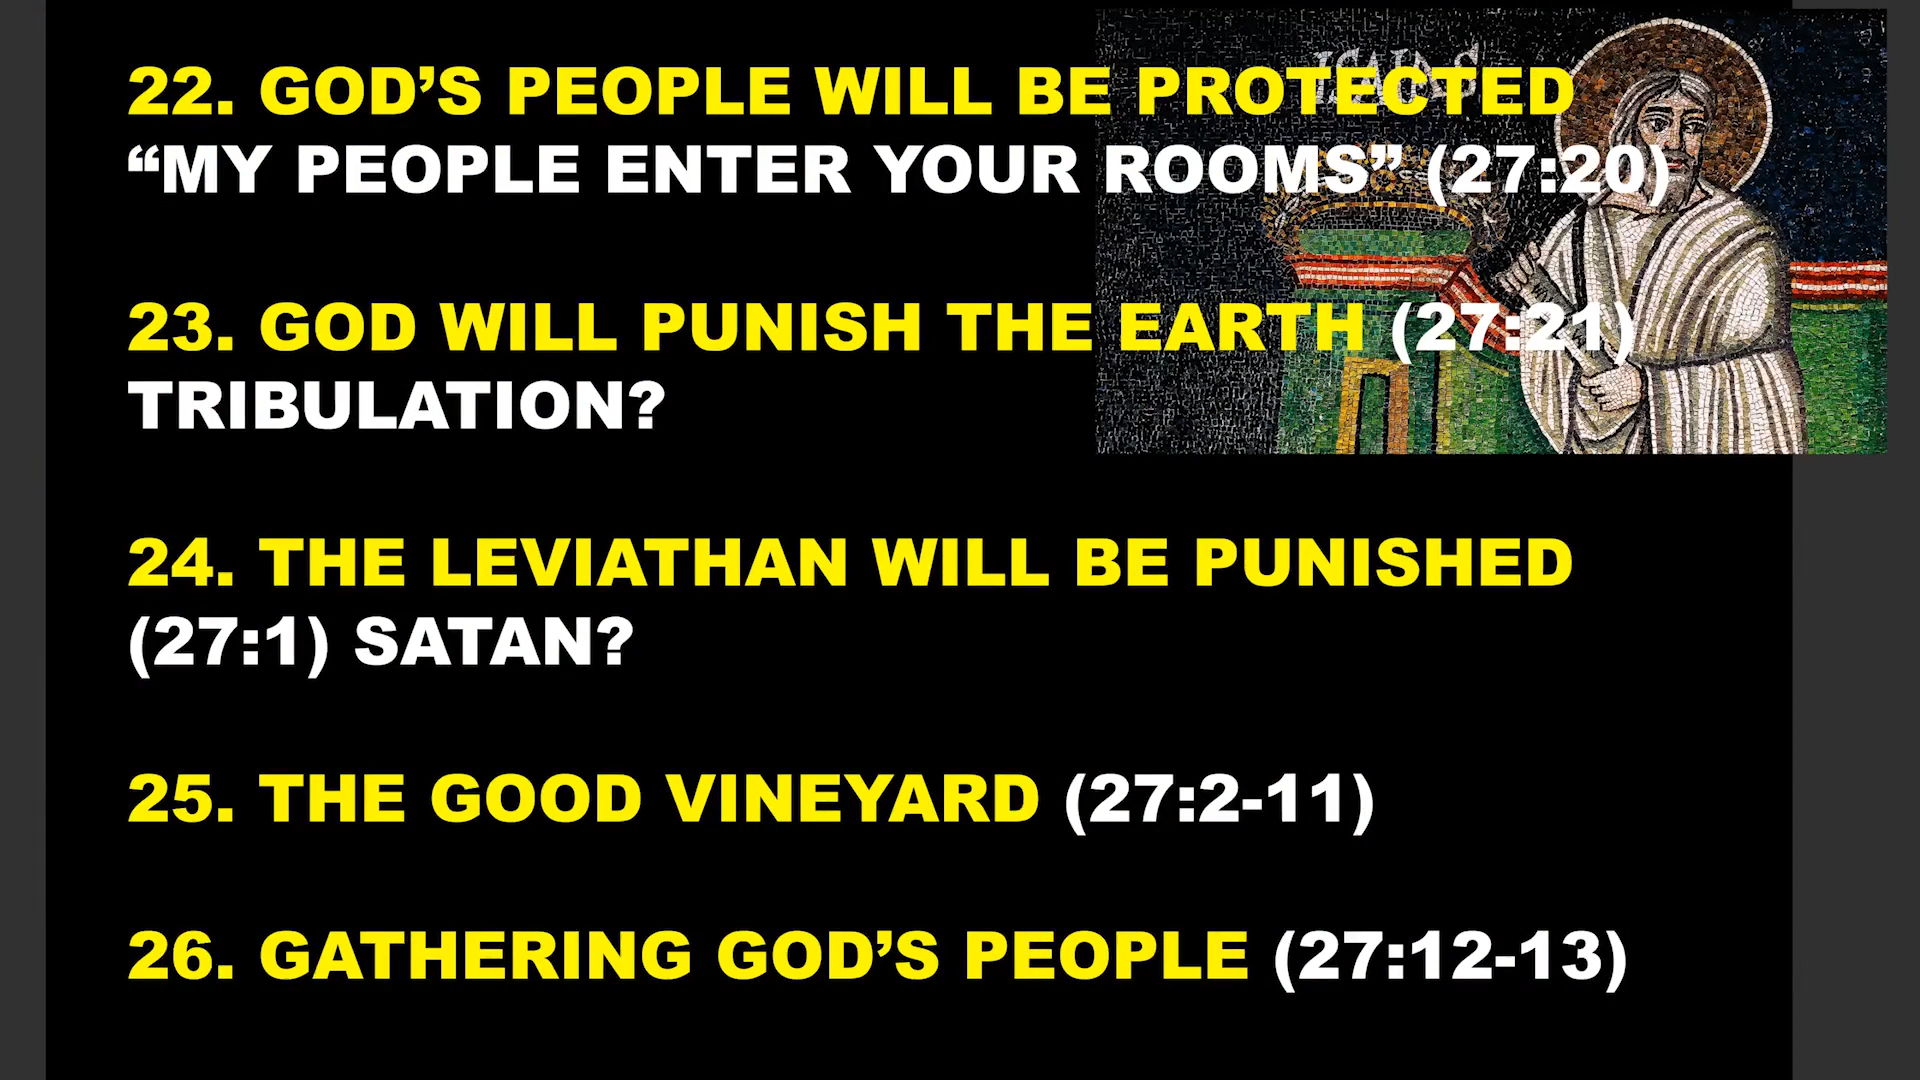 22. GOD’S PEOPLE WILL BE PROTECTED
“MY PEOPLE ENTER YOUR ROOMS” (27:20)
23. GOD WILL PUNISH THE EARTH (27:21)
TRIBULATION?
24. THE LEVIATHAN WILL BE PUNISHED
(27:1) SATAN?
25. THE GOOD VINEYARD (27:2-11)
26. GATHERING GOD’S PEOPLE (27:12-13)